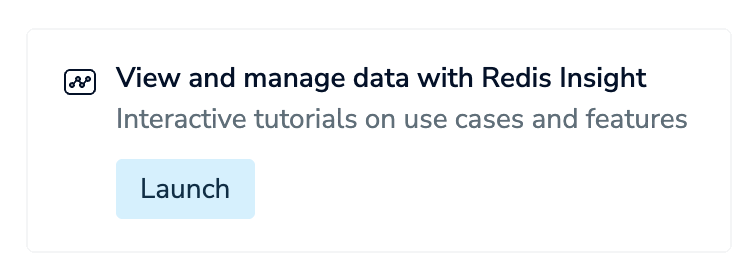 View and manage data with Redis Insight
Interactive tutorials on use cases and features
Launch